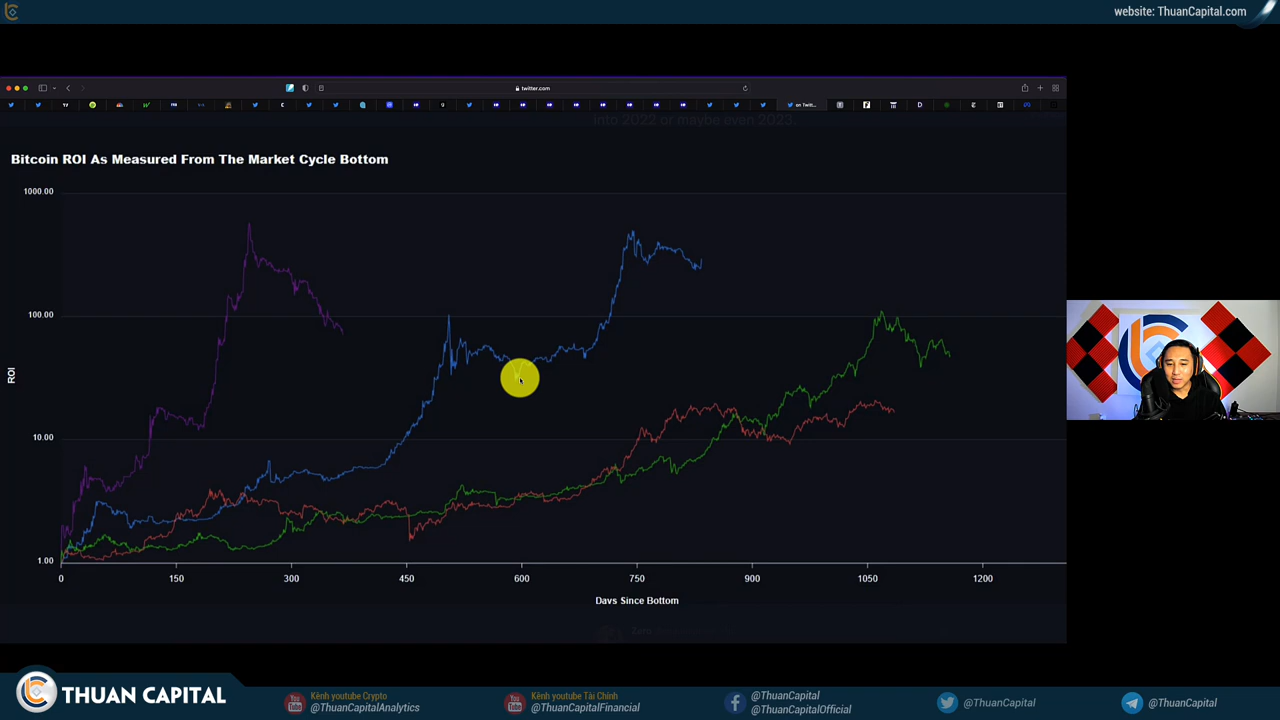 website: ThuanCapital.com
twitter.com
on Twit...
into 2022 or maybe even 2023.
Bitcoin ROI As Measured From The Market Cycle Bottom
1000.00
100.00
10.00
1.00
ROI
0 150 300 450 600 750 900 1050 1200
Days Since Bottom
THUAN CAPITAL
Kênh youtube Crypto
@ThuanCapitalAnalytics
Kênh youtube Tài Chính
@ThuanCapitalFinancial
@ThuanCapital
@ThuanCapitalOfficial
@ThuanCapital
@ThuanCapital